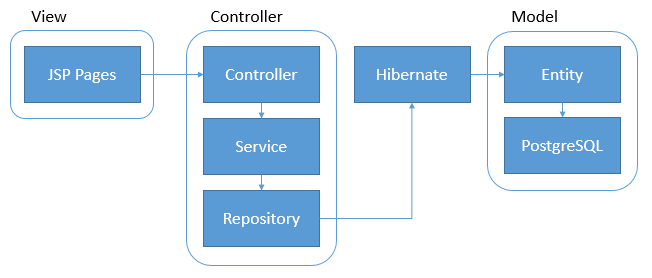 View
Controller
Model
JSP Pages
Controller
Hibernate
Entity
Service
PostgreSQL
Repository